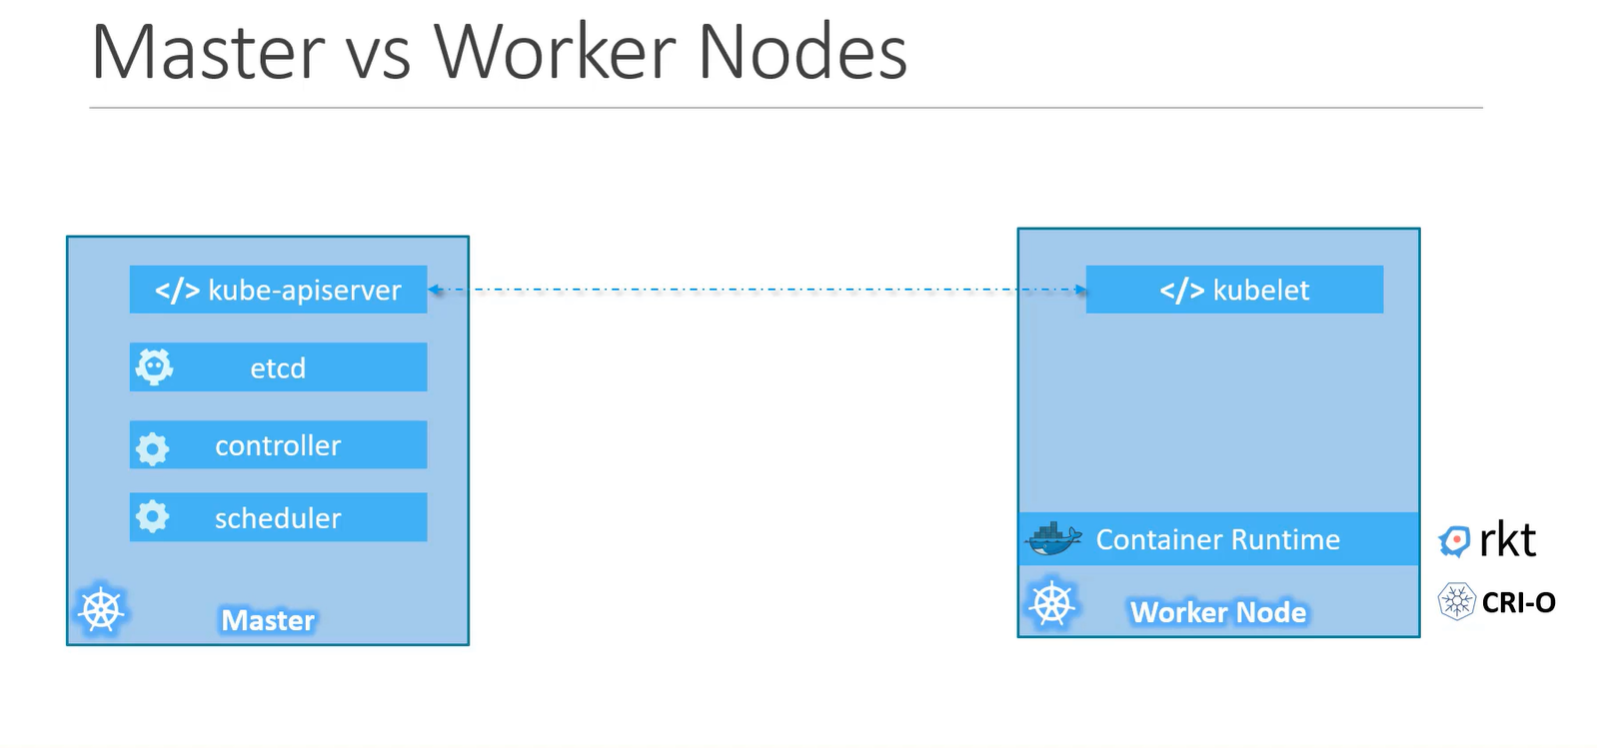 Master vs Worker Nodes
</> kube-apiserver
</> kubelet
etcd
controller
scheduler
Container Runtime
rkt
CRI-O
Master
Worker Node